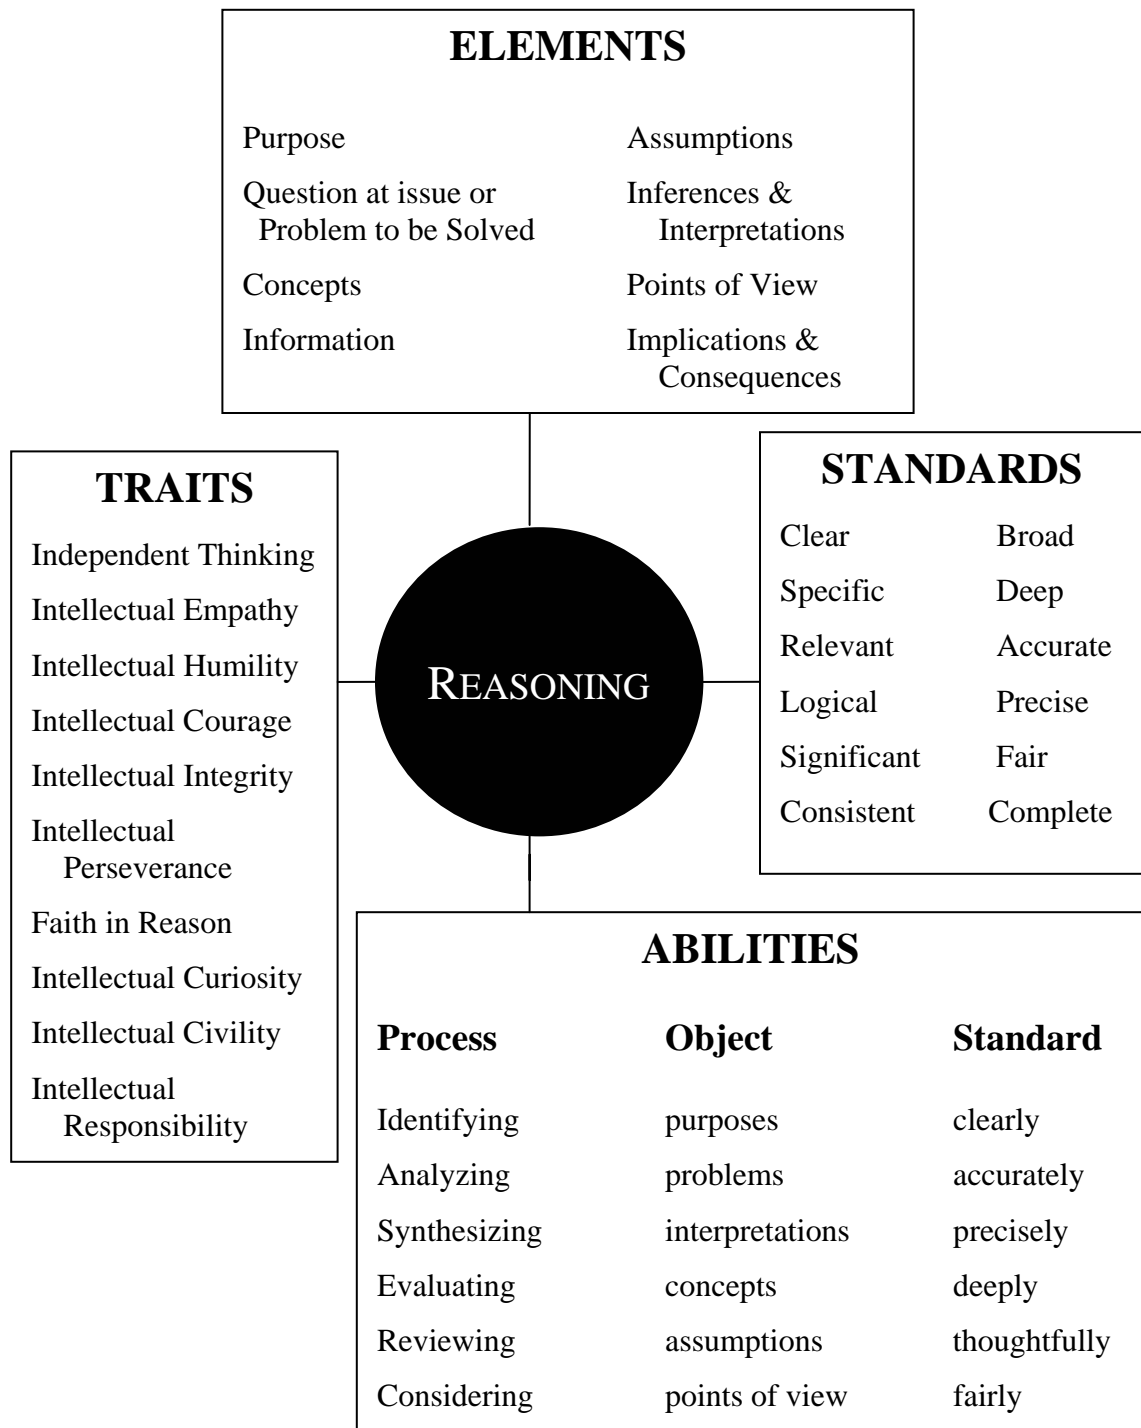 ELEMENTS
Purpose
Question at issue or
Problem to be Solved
Concepts
Information
Assumptions
Inferences &
Interpretations
Points of View
Implications &
Consequences
TRAITS
Independent Thinking
Intellectual Empathy
Intellectual Humility
Intellectual Courage
Intellectual Integrity
Intellectual
Perseverance
Faith in Reason
Intellectual Curiosity
Intellectual Civility
Intellectual
Responsibility
REASONING
STANDARDS
Clear Broad
Specific Deep
Relevant Accurate
Logical Precise
Significant Fair
Consistent Complete
ABILITIES
Process Object Standard
Identifying purposes clearly
Analyzing problems accurately
Synthesizing interpretations precisely
Evaluating concepts deeply
Reviewing assumptions thoughtfully
Considering points of view fairly